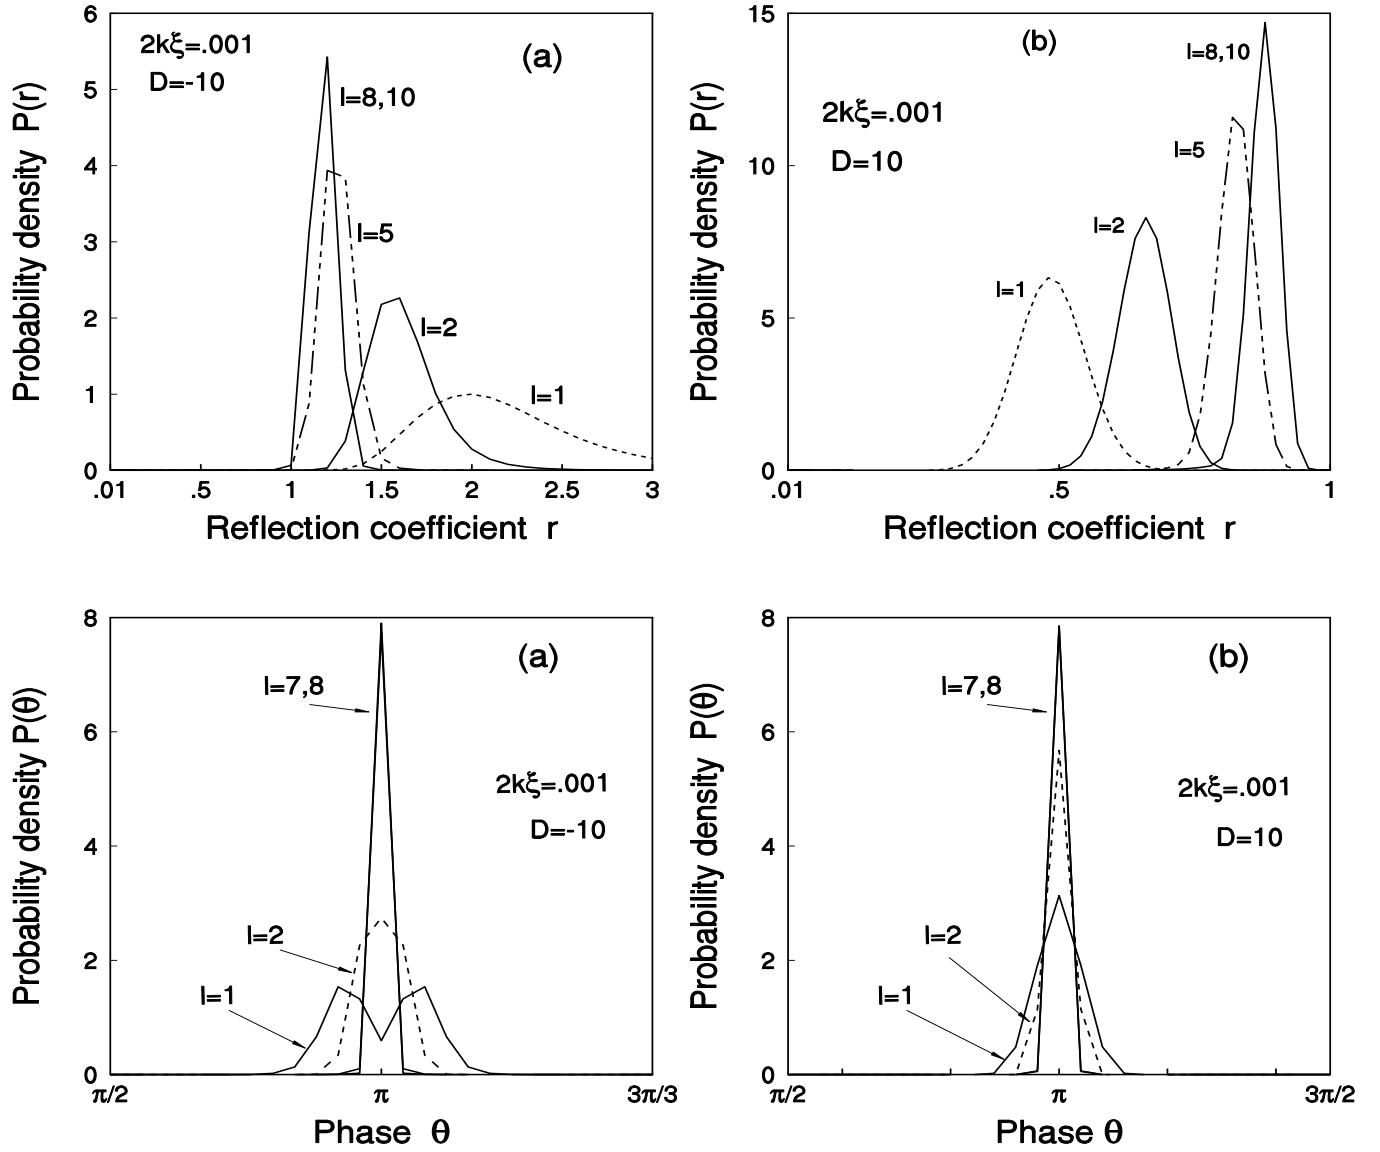 6
5
4
3
2
1
0
.01
.5
1
1.5
2
2.5
3
2kξ=.001
D=-10
(a)
l=8,10
l=5
l=2
l=1
Probability density P(r)
Reflection coefficient r
15
10
5
0
.01
.5
1
(b)
2kξ=.001
D=10
l=8,10
l=5
l=2
l=1
Probability density P(r)
Reflection coefficient r
8
6
4
2
0
π/2
π
3π/3
(a)
l=7,8
2kξ=.001
D=-10
l=2
l=1
Probability density P(θ)
Phase θ
8
6
4
2
0
π/2
π
3π/2
(b)
l=7,8
2kξ=.001
D=10
l=2
l=1
Probability density P(θ)
Phase θ